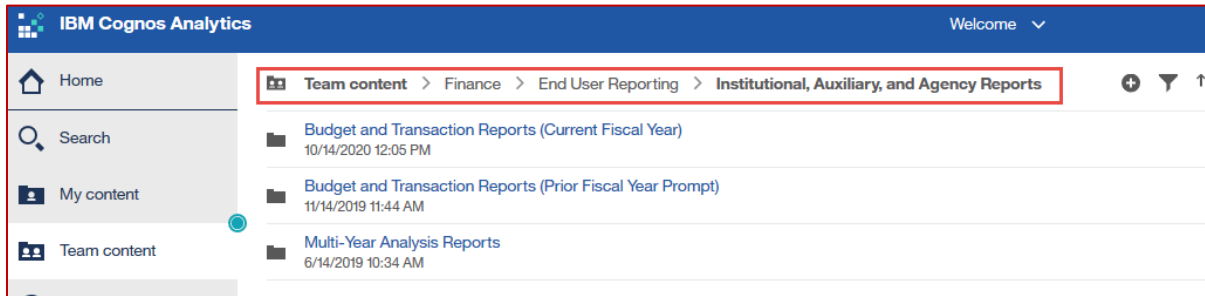 IBM Cognos Analytics
Welcome
Home
Team content > Finance > End User Reporting > Institutional, Auxiliary, and Agency Reports
Search
Budget and Transaction Reports (Current Fiscal Year)
10/14/2020 12:05 PM
My content
Budget and Transaction Reports (Prior Fiscal Year Prompt)
11/14/2019 11:44 AM
Team content
Multi-Year Analysis Reports
6/14/2019 10:34 AM